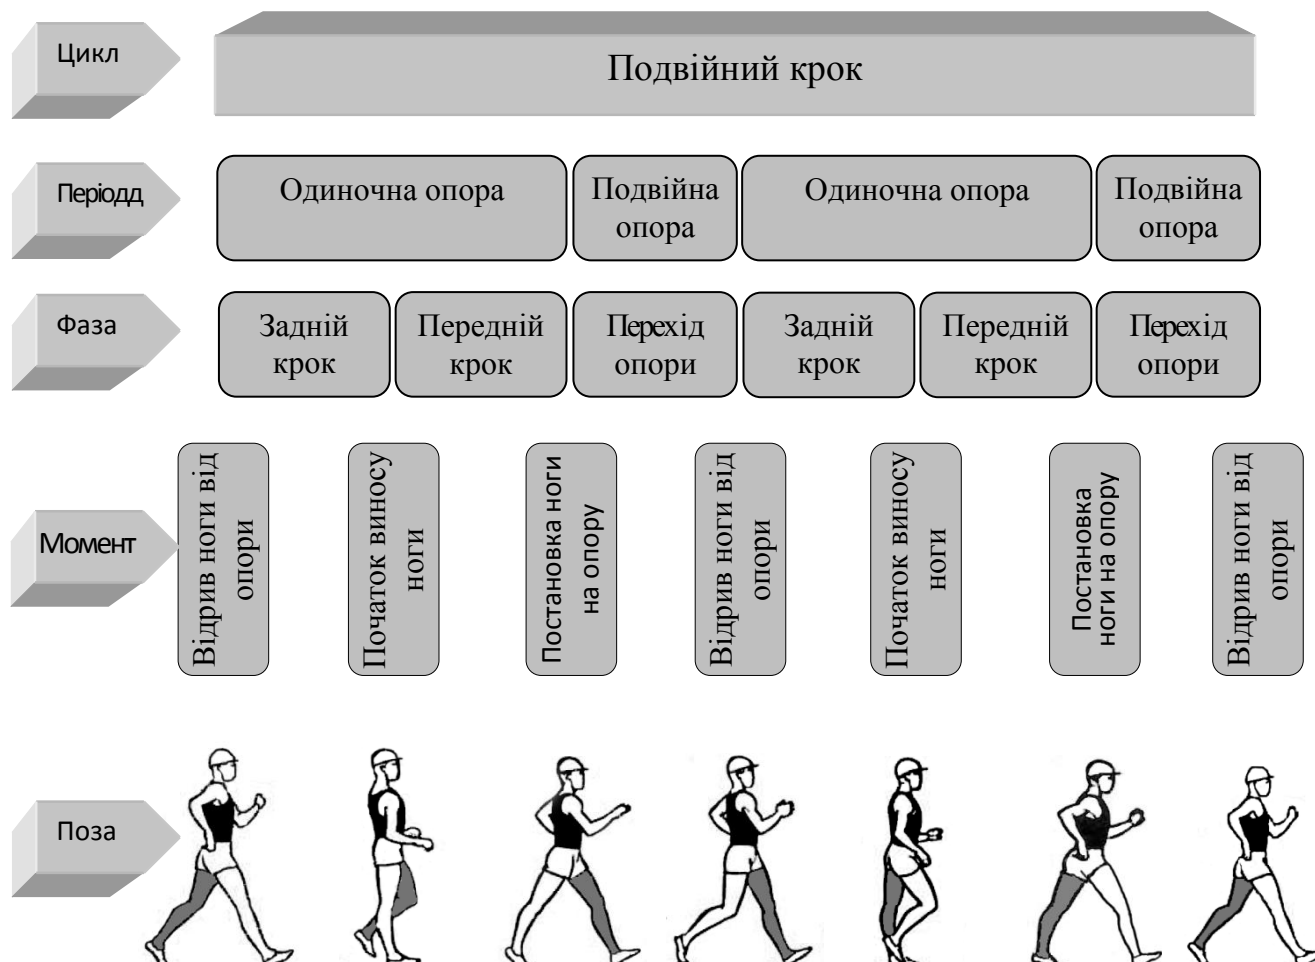 Цикл
Подвійний крок
Періодд
Одиночна опора
Подвійна
опора
Одиночна опора
Подвійна
опора
Фаза
Задній
крок
Передній
крок
Перехід
опори
Задній
крок
Передній
крок
Перехід
опори
Момент
Відрив ноги від
опори
Початок виносу
ноги
Постановка ноги
на опору
Відрив ноги від
опори
Початок виносу
ноги
Постановка
ноги на опору
Відрив ноги від
опори
Поза